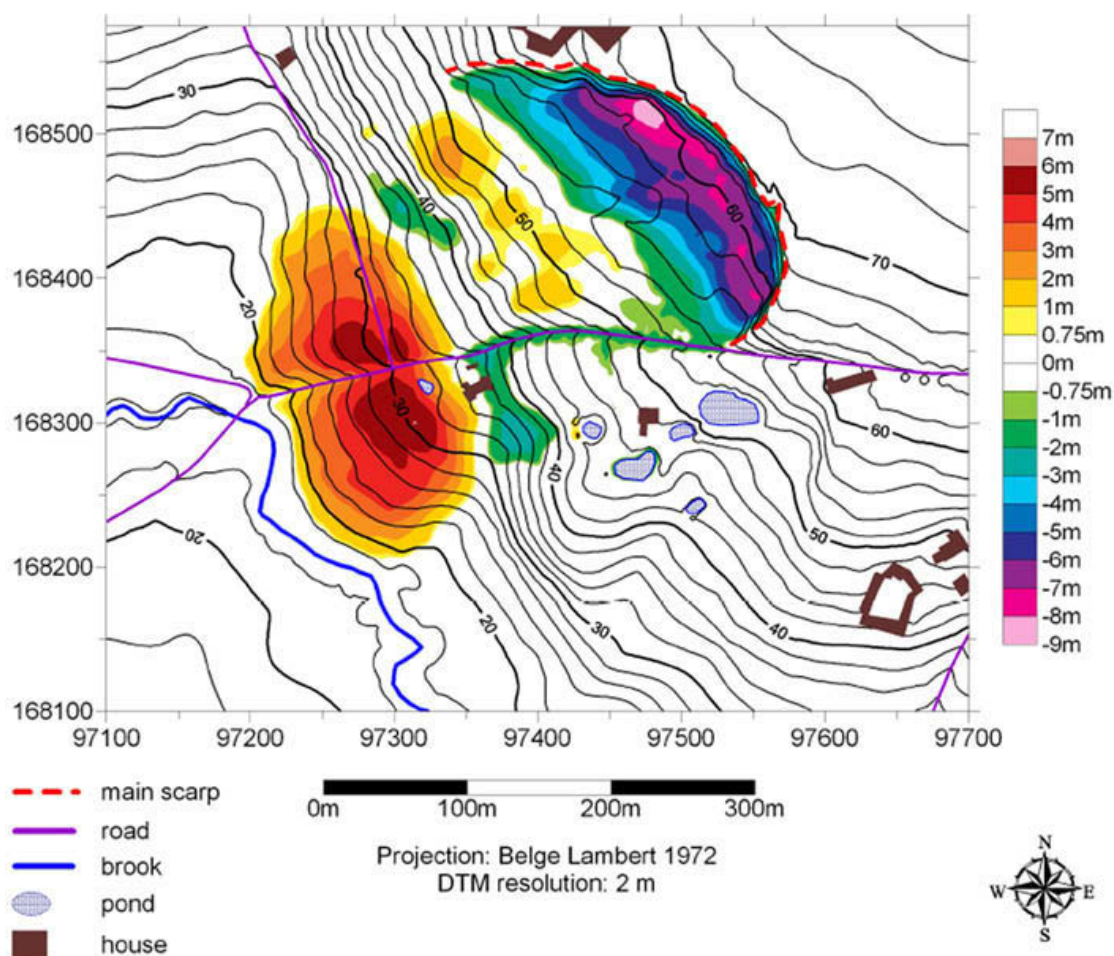 30
168500
40
50
60
70
168400
20
168300
30
60
40
50
168200
20
20
30
40
168100
97100
97200
97300
97400
97500
97600
97700
7m
6m
5m
4m
3m
2m
1m
0.75m
0m
-0.75m
-1m
-2m
-3m
-4m
-5m
-6m
-7m
-8m
-9m
main scarp
road
brook
pond
house
0m
100m
200m
300m
Projection: Belge Lambert 1972
DTM resolution: 2 m
N
W
E
S